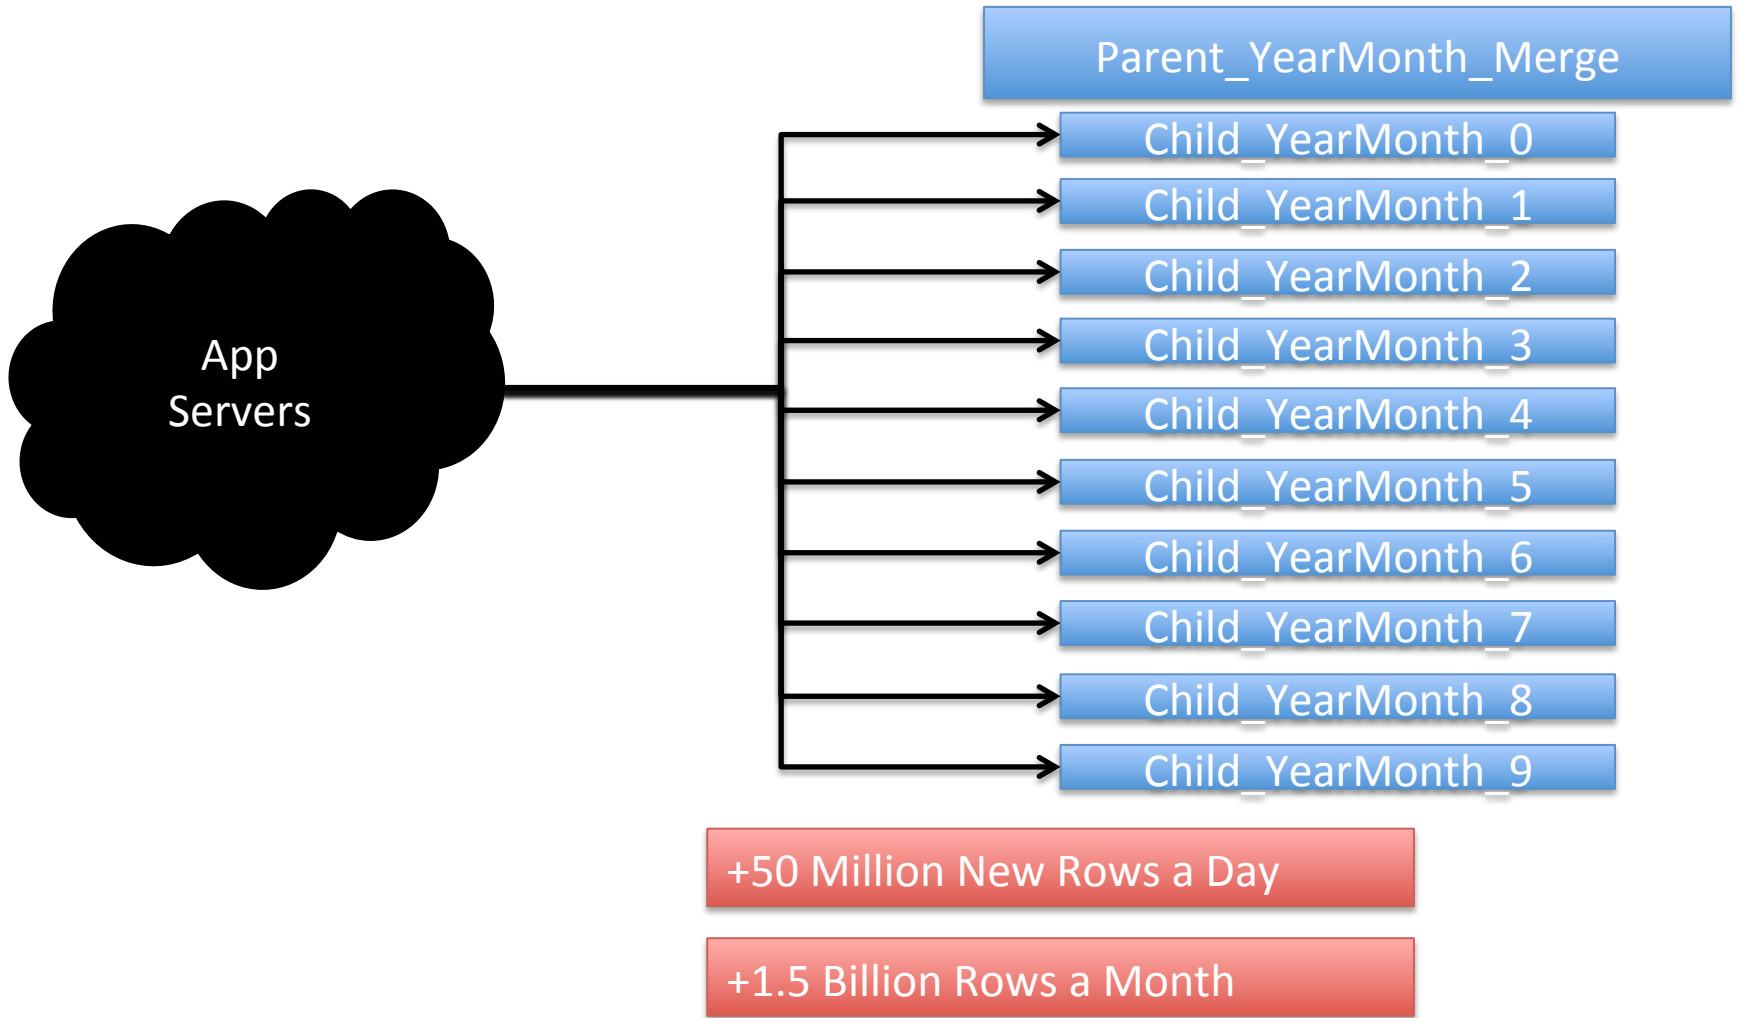 Parent_YearMonth_Merge
Child_YearMonth_0
Child_YearMonth_1
Child_YearMonth_2
Child_YearMonth_3
Child_YearMonth_4
Child_YearMonth_5
Child_YearMonth_6
Child_YearMonth_7
Child_YearMonth_8
Child_YearMonth_9
App
Servers
+50 Million New Rows a Day
+1.5 Billion Rows a Month